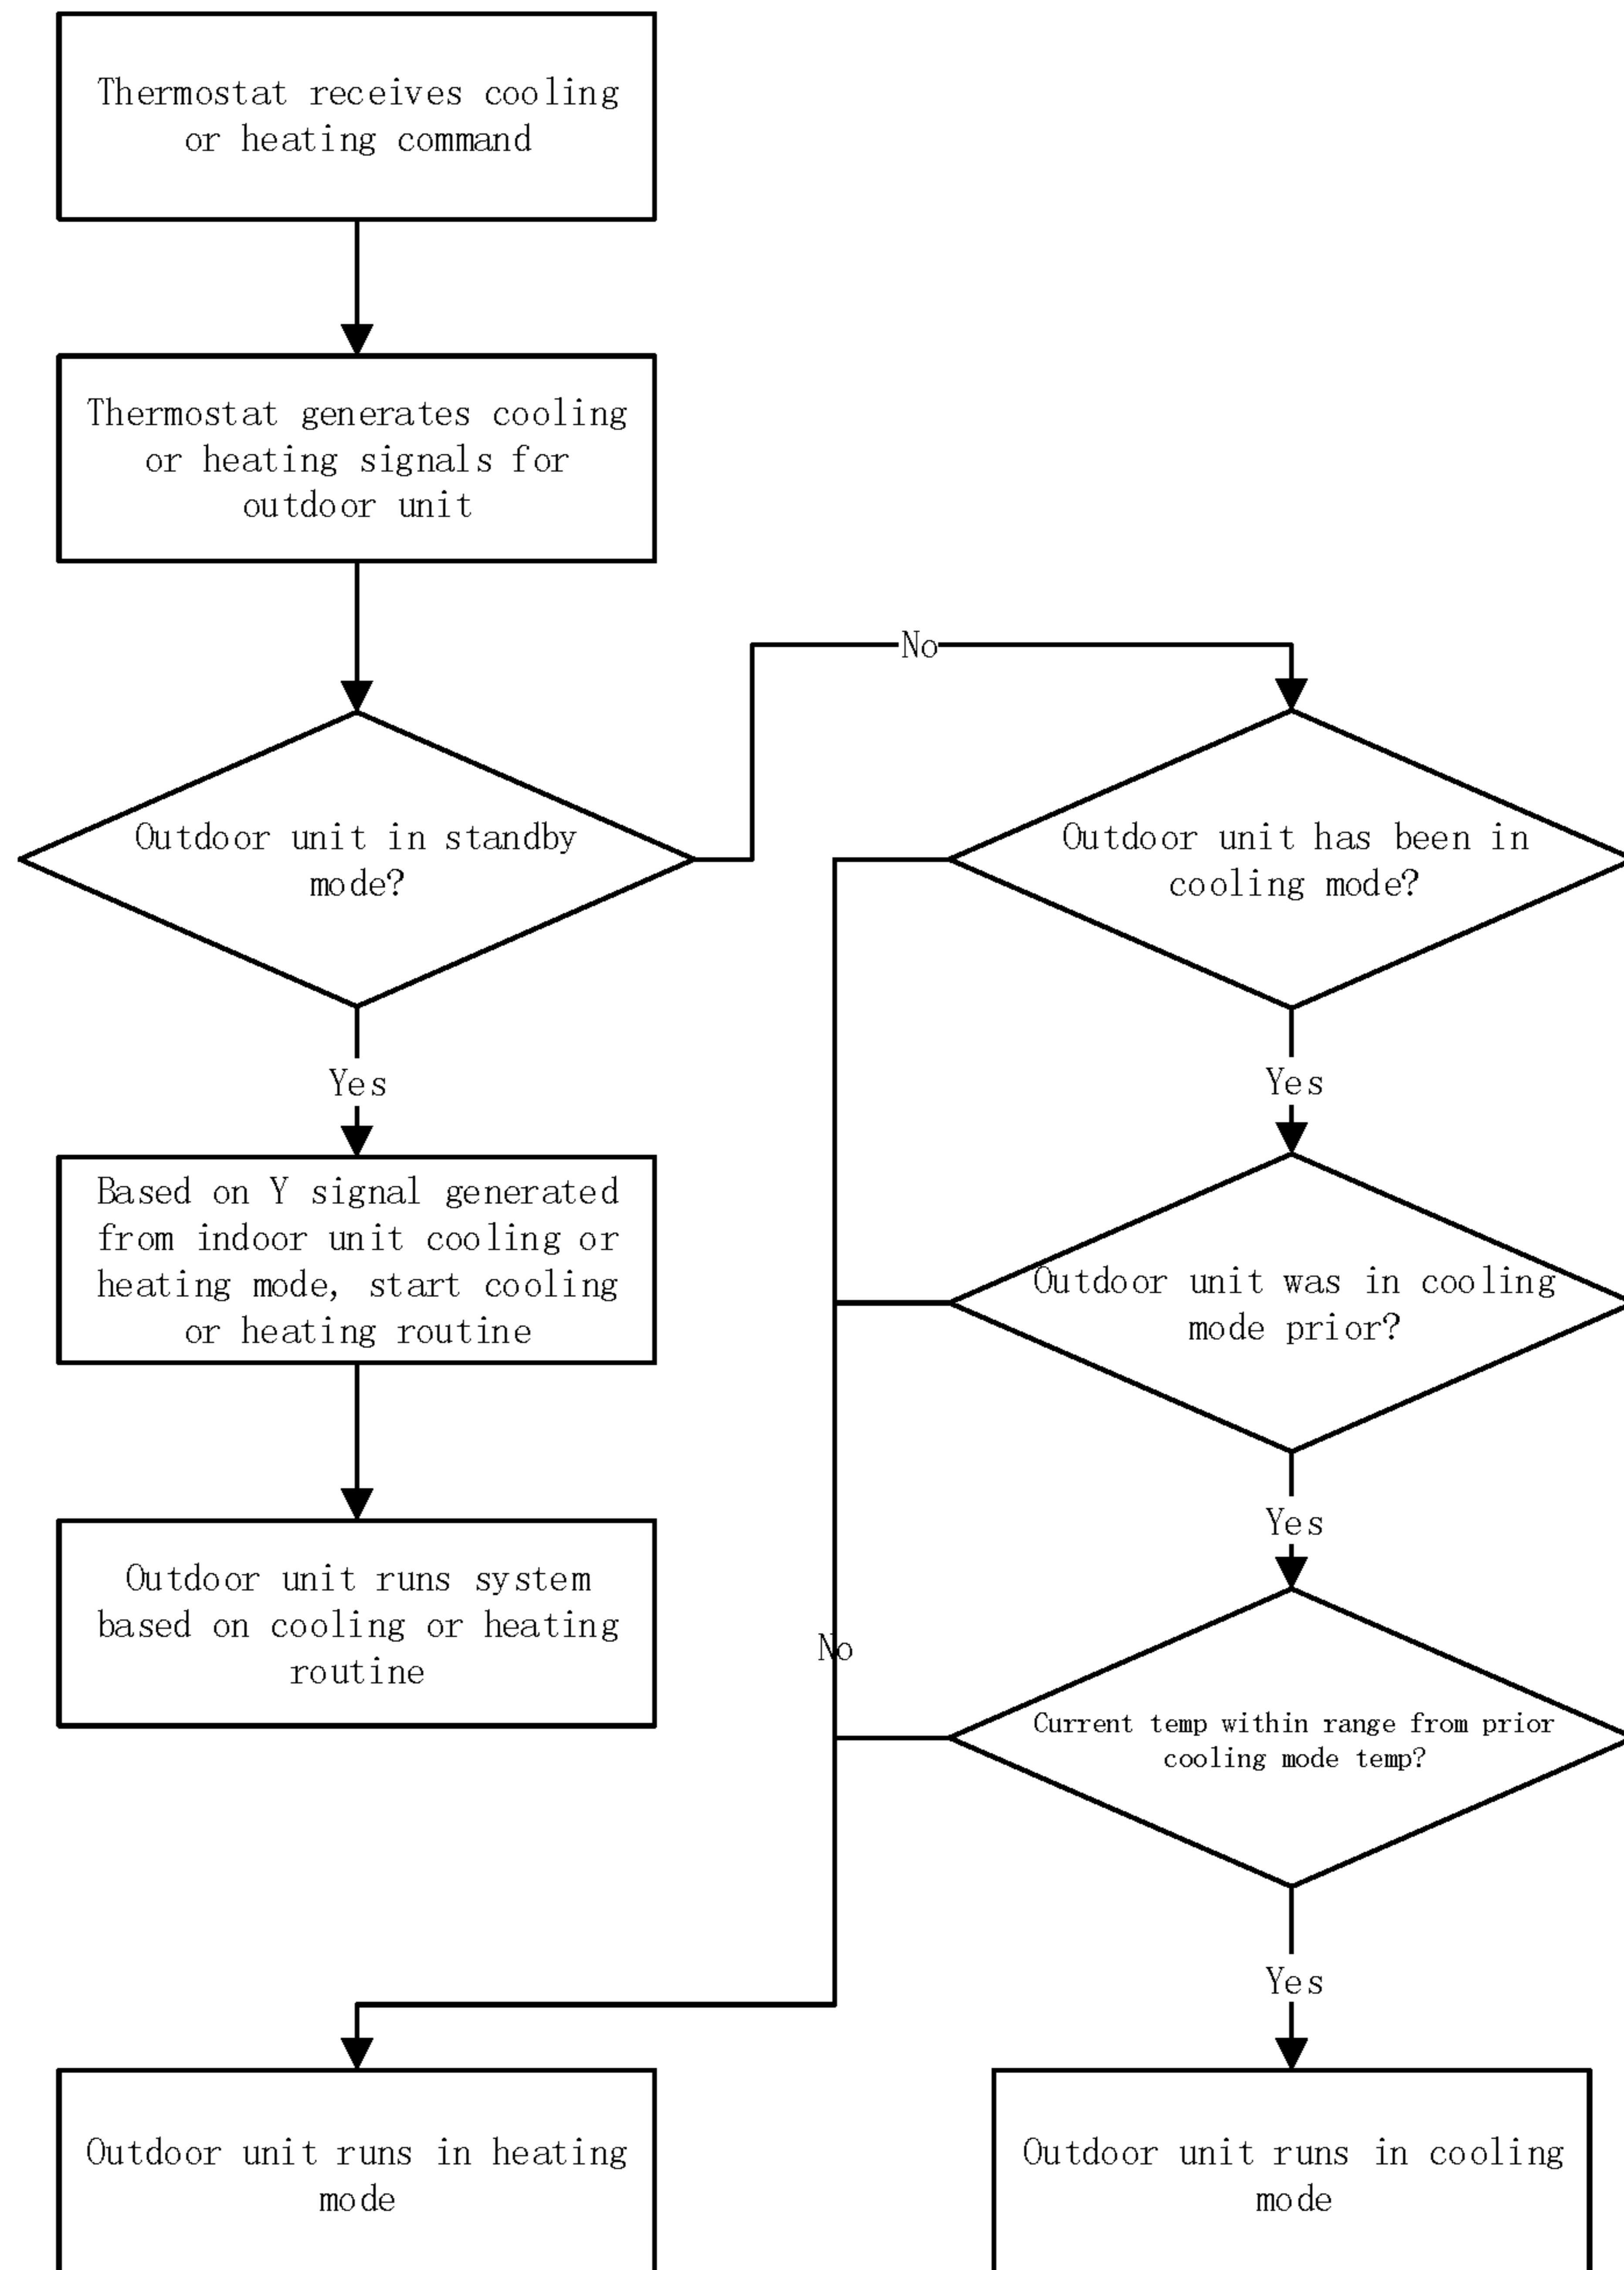 Thermostat receives cooling
or heating command
Thermostat generates cooling
or heating signals for
outdoor unit
No
Outdoor unit in standby
mode?
Outdoor unit has been in
cooling mode?
Yes
Yes
Based on Y signal generated
from indoor unit cooling or
heating mode, start cooling
or heating routine
Outdoor unit was in cooling
mode prior?
Yes
Outdoor unit runs system
based on cooling or heating
routine
No
Current temp within range from prior
cooling mode temp?
Yes
Outdoor unit runs in heating
mode
Outdoor unit runs in cooling
mode